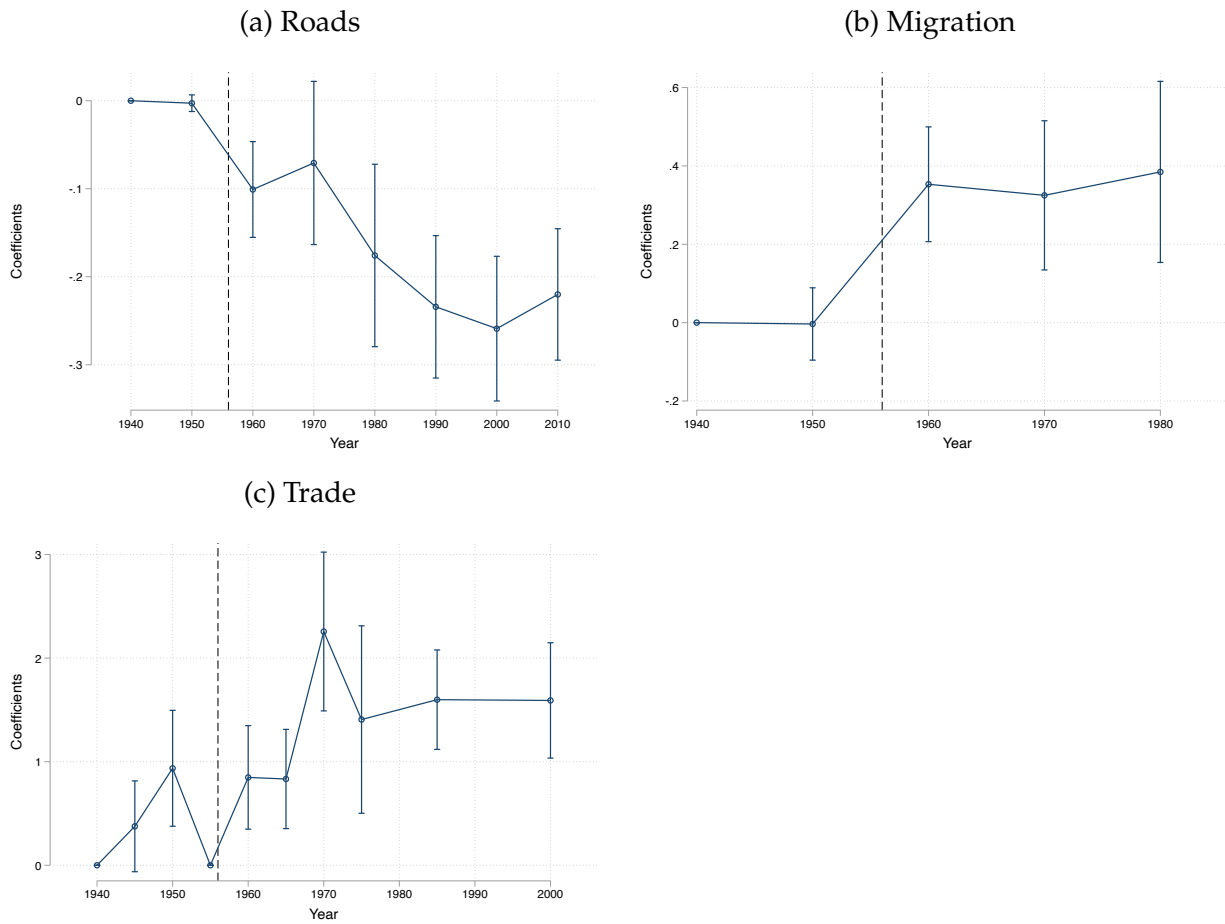 (a) Roads
0
-.1
-.2
-.3
Coefficients
1940 1950 1960 1970 1980 1990 2000 2010
Year
(b) Migration
.6
.4
.2
0
-.2
Coefficients
1940 1950 1960 1970 1980
Year
(c) Trade
3
2
1
0
Coefficients
1940 1950 1960 1970 1980 1990 2000
Year